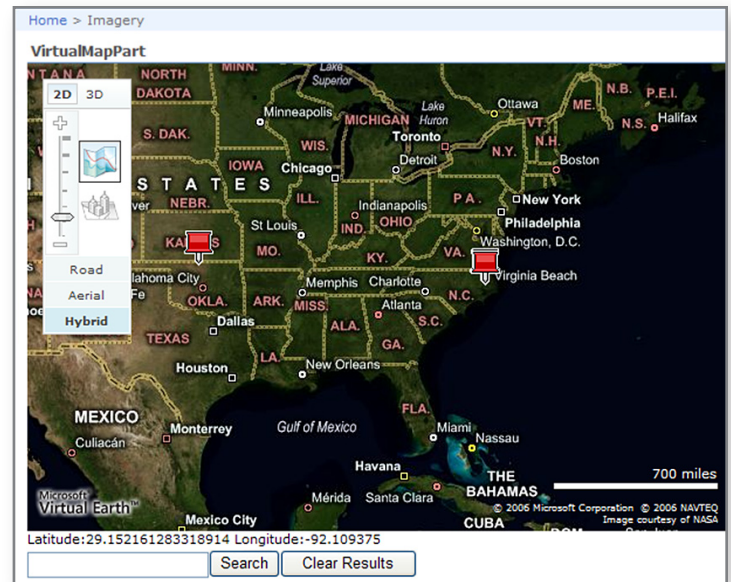 Home > Imagery
VirtualMapPart
NTANA
NORTH DAKOTA
MINN.
Lake Superior
2D 3D
Minneapolis
MICHIGAN
Lake Huron
Ottawa
N.B.
P.E.I.
ME.
N.S.
Halifax
VT.
N.H.
S. DAK.
WIS.
Toronto
N.Y.
Boston
IOWA
Chicago
Detroit
STATES
NEBR.
ILL.
Indianapolis
PA.
New York
ver
St Louis
IND.
OHIO
Philadelphia
Washington, D.C.
MO.
KY.
VA.
Virginia Beach
Road
lahoma City
Memphis
Charlotte
Aerial
Fe
OKLA.
ARK.
MISS.
Atlanta
N.C.
Hybrid
Dallas
ALA.
S.C.
TEXAS
GA.
LA.
Houston
New Orleans
FLA.
MEXICO
Monterrey
Gulf of Mexico
Miami
Nassau
Culiacán
Havana
THE BAHAMAS
700 miles
Microsoft
Virtual Earth™
Mérida
Santa Clara
© 2006 Microsoft Corporation © 2006 NAVTEQ
Image courtesy of NASA
Mexico City
CUBA
Latitude:29.152161283318914 Longitude:-92.109375
Search
Clear Results